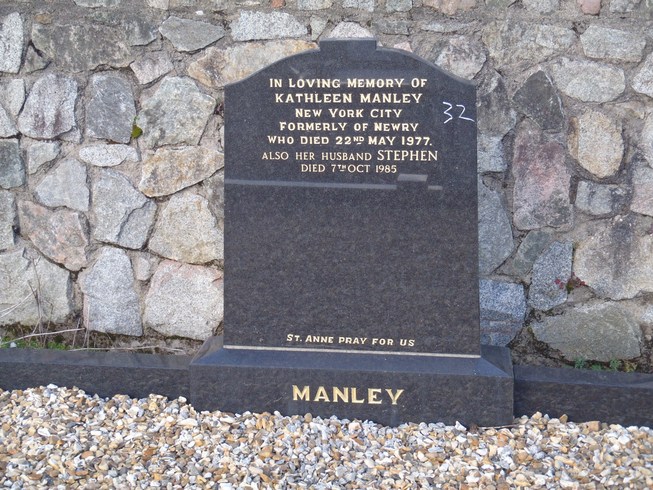 In Loving Memory of
Kathleen Manley
New York City
Formerly of Newry
Who Died 22ND May 1977.
Also Her Husband Stephen
Died 7TH Oct 1985
32
St. Anne Pray For Us
MANLEY